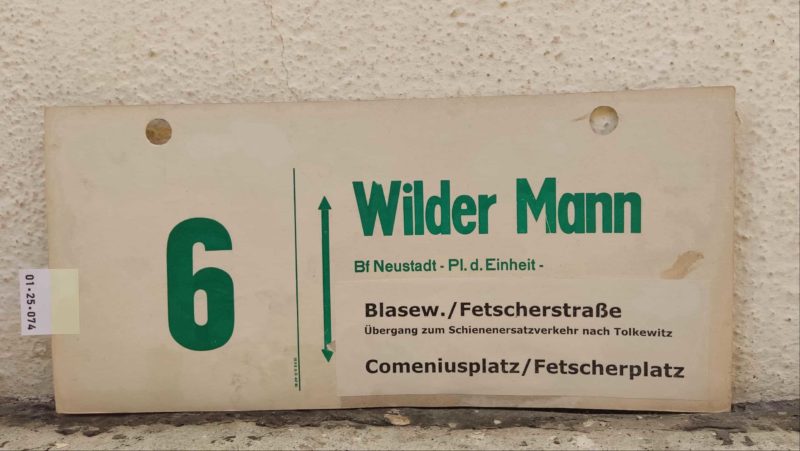 6
Wilder Mann
Bf Neustadt - Pl. d. Einheit -
Blasew./Fetscherstraße
Übergang zum Schienenersatzverkehr nach Tolkewitz
Comeniusplatz/Fetscherplatz
01-25-074